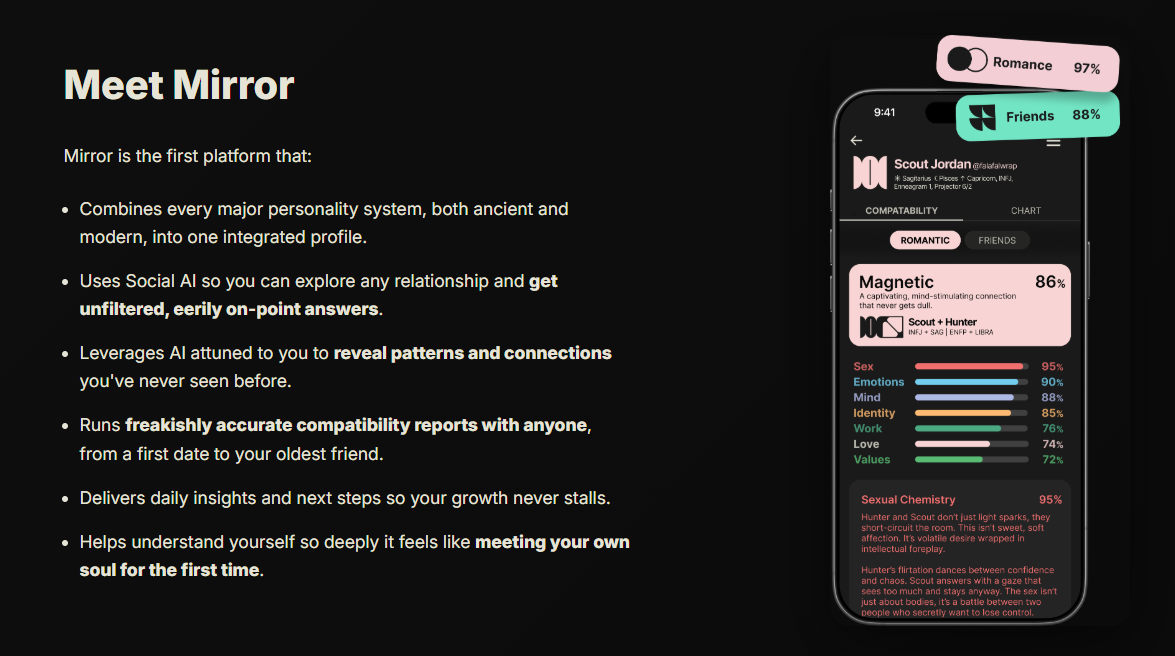 Meet Mirror
Mirror is the first platform that:
• Combines every major personality system, both ancient and
modern, into one integrated profile.
• Uses Social AI so you can explore any relationship and get
unfiltered, eerily on-point answers.
• Leverages AI attuned to you to reveal patterns and connections
you've never seen before.
• Runs freakishly accurate compatibility reports with anyone,
from a first date to your oldest friend.
• Delivers daily insights and next steps so your growth never stalls.
• Helps understand yourself so deeply it feels like meeting your own
soul for the first time.
Romance 97%
Friends 88%
9:41
Scout Jordan @falafalwrap
☀ Sagitarius ☾ Pisces ↑ Capricorn, INFJ,
Enneagram 1, Projector 6/2
COMPATABILITY CHART
ROMANTIC FRIENDS
Magnetic 86%
A captivating, mind-stimulating connection
that never gets dull.
Scout + Hunter
INFJ + SAG | ENFP + LIBRA
Sex 95%
Emotions 90%
Mind 88%
Identity 85%
Work 76%
Love 74%
Values 72%
Sexual Chemistry 95%
Hunter and Scout don't just light sparks, they
short-circuit the room. This isn't sweet, soft
affection. It's volatile desire wrapped in
intellectual foreplay.
Hunter's flirtation dances between confidence
and chaos. Scout answers with a gaze that
sees too much and stays anyway. The sex isn't
just about bodies, it's a battle between two
people who secretly want to lose control.